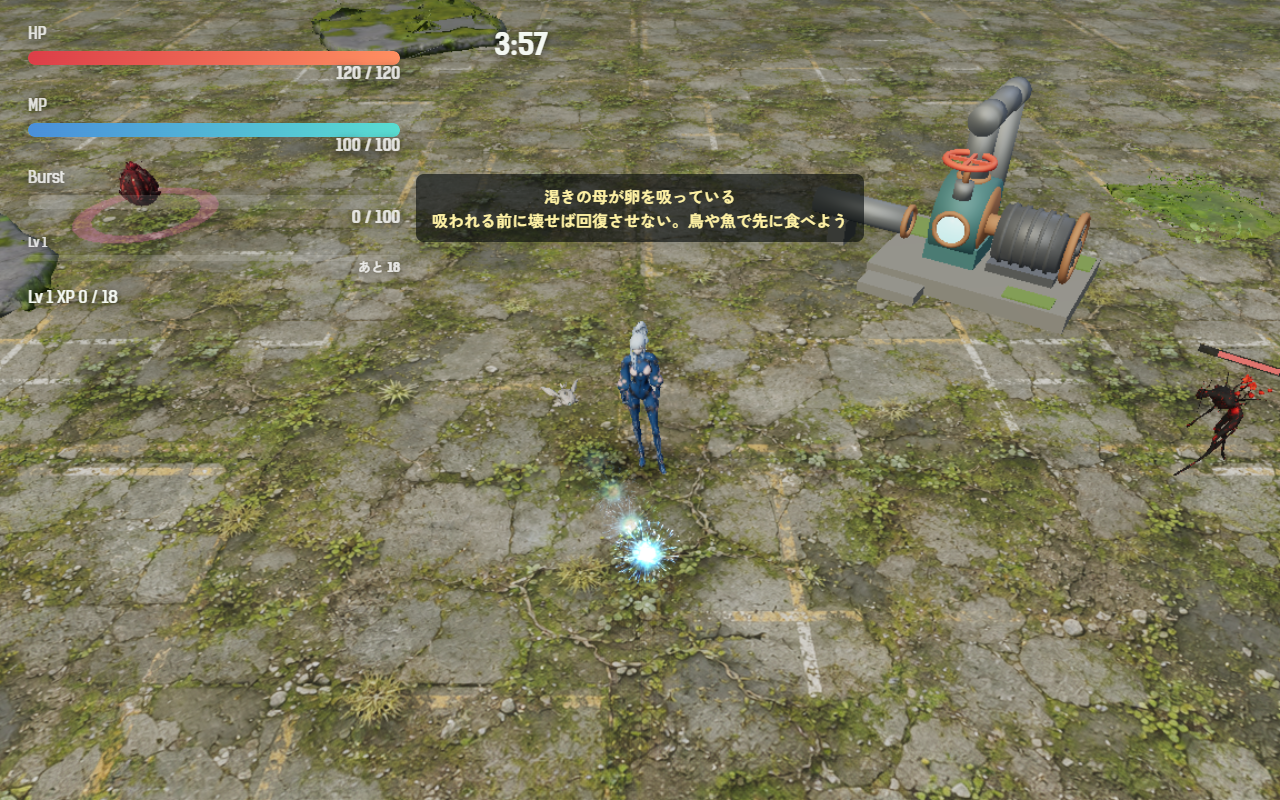 HP
120 / 120
3:57
MP
100 / 100
Burst
0 / 100
Lv 1
あと 18
Lv 1 XP 0 / 18
渇きの母が卵を吸っている
吸われる前に壊せば回復させない。鳥や魚で先に食べよう